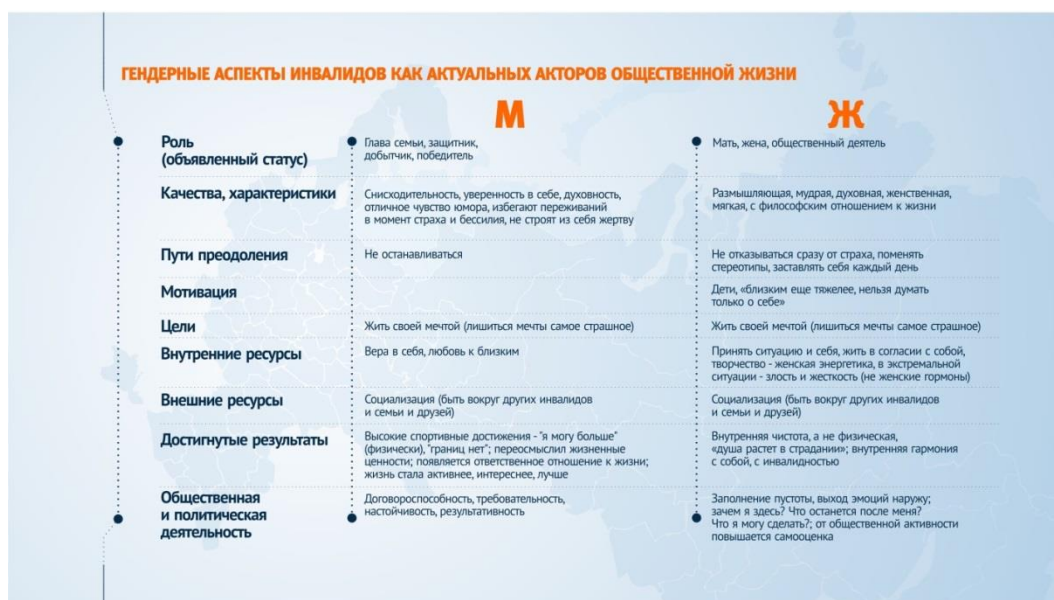 ГЕНДЕРНЫЕ АСПЕКТЫ ИНВАЛИДОВ КАК АКТУАЛЬНЫХ АКТОРОВ ОБЩЕСТВЕННОЙ ЖИЗНИ
М
Ж
Роль
(объявленный статус)
Глава семьи, защитник,
добытчик, победитель
Мать, жена, общественный деятель
Качества, характеристики
Снисходительность, уверенность в себе, духовность,
отличное чувство юмора, избегают переживаний
в момент страха и бессилия, не строят из себя жертву
Размышляющая, мудрая, духовная, женственная,
мягкая, с философским отношением к жизни
Пути преодоления
Не останавливаться
Не отказываться сразу от страха, поменять
стереотипы, заставлять себя каждый день
Мотивация
Дети, «близким еще тяжелее, нельзя думать
только о себе»
Цели
Жить своей мечтой (лишиться мечты самое страшное)
Жить своей мечтой (лишиться мечты самое страшное)
Внутренние ресурсы
Вера в себя, любовь к близким
Принять ситуацию и себя, жить в согласии с собой,
творчество - женская энергетика, в экстремальной
ситуации - злость и жесткость (не женские гормоны)
Внешние ресурсы
Социализация (быть вокруг других инвалидов
и семьи и друзей)
Социализация (быть вокруг других инвалидов
и семьи и друзей)
Достигнутые результаты
Высокие спортивные достижения - "я могу больше"
(физически), "границ нет"; переосмыслил жизненные
ценности; появляется ответственное отношение к жизни;
жизнь стала активнее, интереснее, лучше
Внутренняя чистота, а не физическая,
«душа растет в страдании»; внутренняя гармония
с собой, с инвалидностью
Общественная
и политическая
деятельность
Договороспособность, требовательность,
настойчивость, результативность
Заполнение пустоты, выход эмоций наружу;
зачем я здесь? Что останется после меня?
Что я могу сделать?; от общественной активности
повышается самооценка